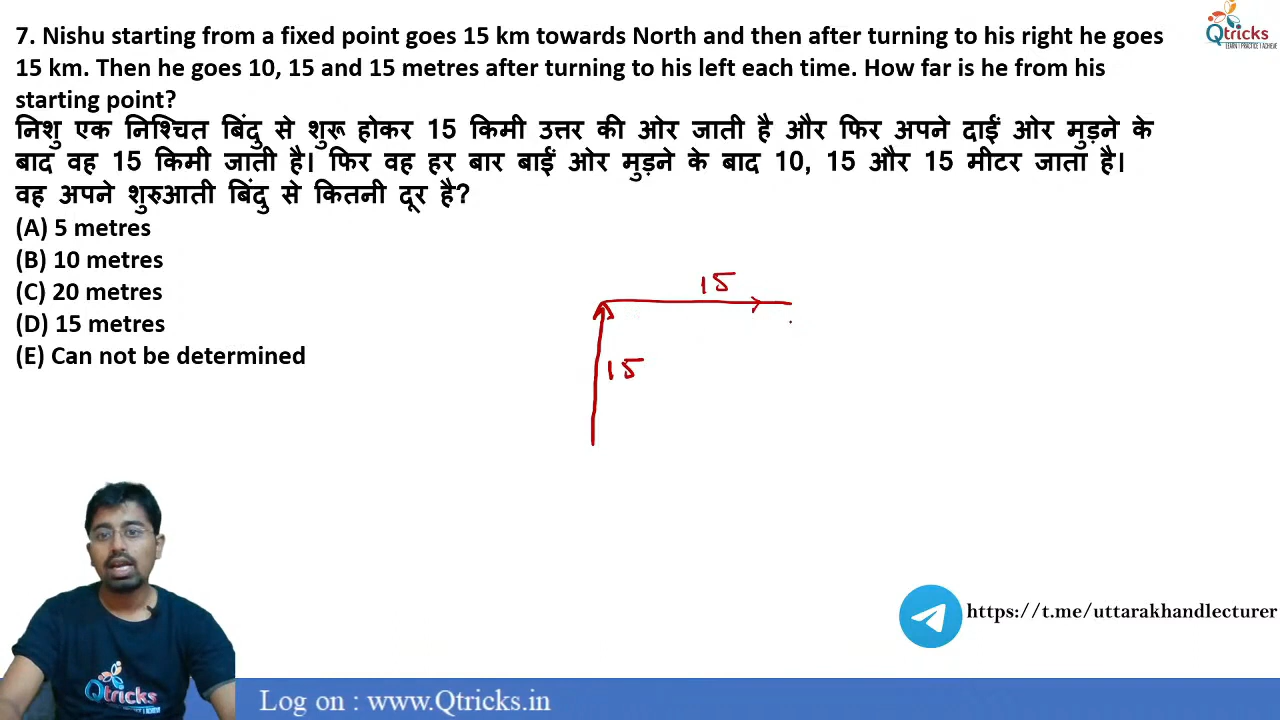 7. Nishu starting from a fixed point goes 15 km towards North and then after turning to his right he goes
15 km. Then he goes 10, 15 and 15 metres after turning to his left each time. How far is he from his
starting point?
निशु एक निश्चित बिंदु से शुरू होकर 15 किमी उत्तर की ओर जाती है और फिर अपने दाईं ओर मुड़ने के
बाद वह 15 किमी जाती है। फिर वह हर बार बाईं ओर मुड़ने के बाद 10, 15 और 15 मीटर जाता है।
वह अपने शुरुआती बिंदु से कितनी दूर है?
(A) 5 metres
(B) 10 metres
(C) 20 metres
(D) 15 metres
(E) Can not be determined
15
15
Qtricks
LEARN | PRACTICE | ACHIEVE
https://t.me/uttarakhandlecturer
Qtricks
Log on : www.Qtricks.in